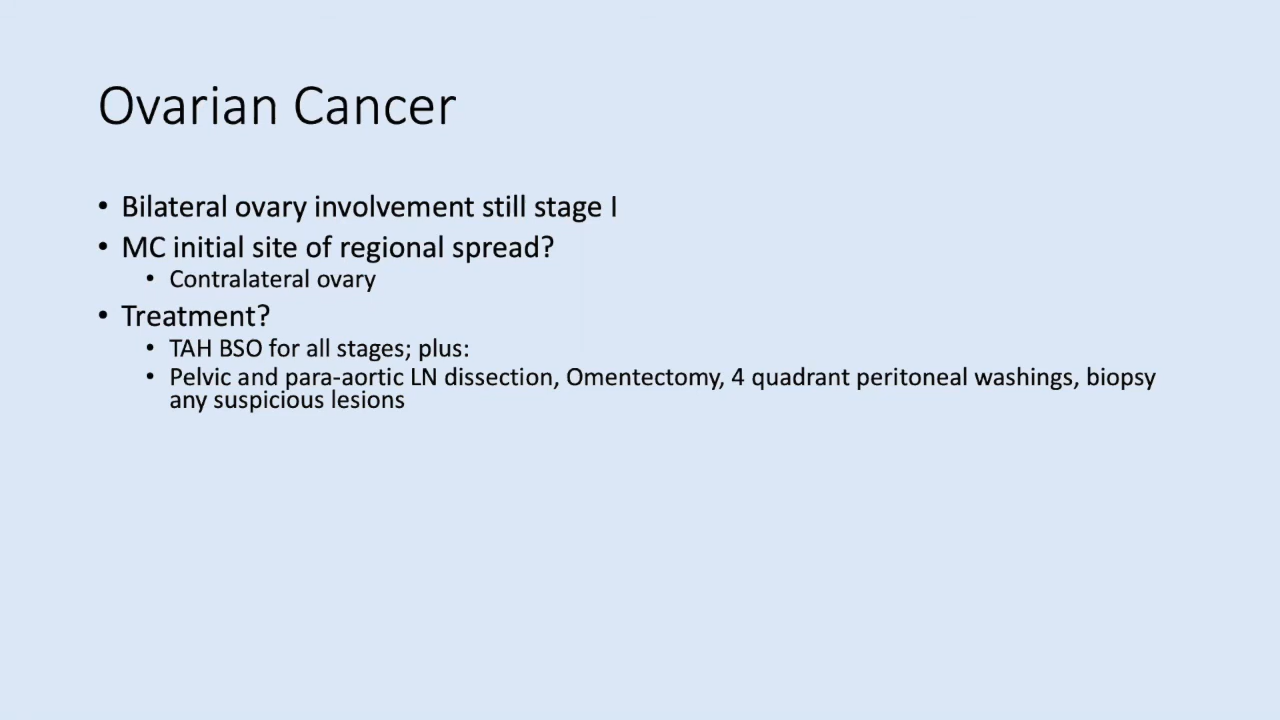 Ovarian Cancer
• Bilateral ovary involvement still stage I
• MC initial site of regional spread?
• Contralateral ovary
• Treatment?
• TAH BSO for all stages; plus:
• Pelvic and para-aortic LN dissection, Omentectomy, 4 quadrant peritoneal washings, biopsy
any suspicious lesions